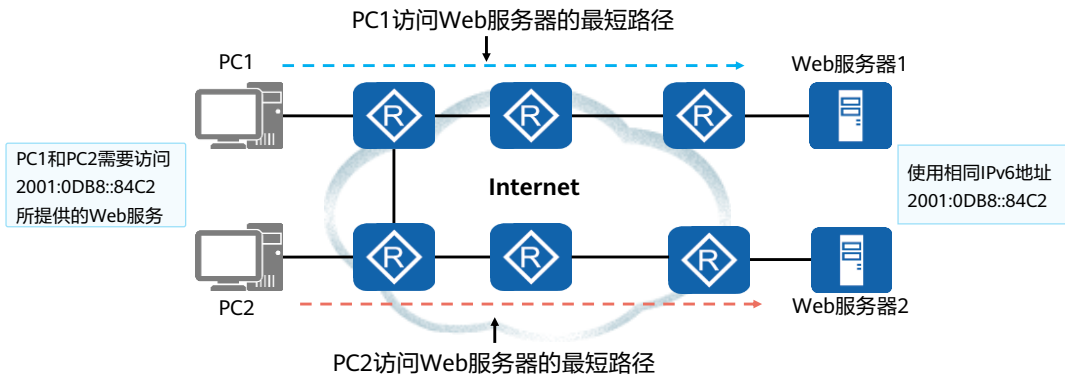 PC1访问Web服务器的最短路径
PC1
Web服务器1
R
R
R
PC1和PC2需要访问
2001:0DB8::84C2
所提供的Web服务
Internet
使用相同IPv6地址
2001:0DB8::84C2
R
R
R
PC2
Web服务器2
PC2访问Web服务器的最短路径